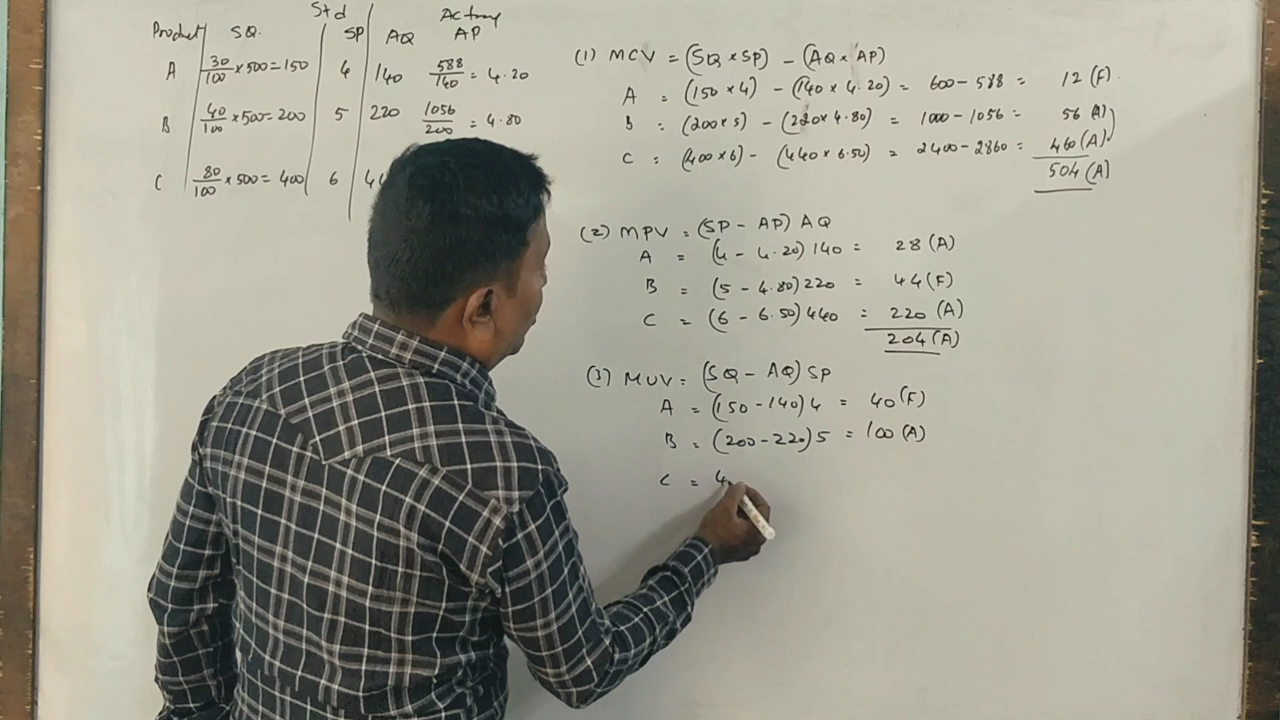 Std Actual
Product SQ. SP AQ AP
A 30/100 × 500 = 150 4 140 588/140 = 4.20
B 40/100 × 500 = 200 5 220 1056/200 = 4.80
C 80/100 × 500 = 400 6 44
(1) MCV = (SQ × SP) - (AQ × AP)
A = (150 × 4) - (140 × 4.20) = 600 - 588 = 12 (F)
B = (200 × 5) - (220 × 4.80) = 1000 - 1056 = 56 (A)
C = (400 × 6) - (440 × 6.50) = 2400 - 2860 = 460 (A)
504 (A)
(2) MPV = (SP - AP) AQ
A = (4 - 4.20) 140 = 28 (A)
B = (5 - 4.80) 220 = 44 (F)
C = (6 - 6.50) 440 = 220 (A)
204 (A)
(3) MUV = (SQ - AQ) SP
A = (150 - 140) 4 = 40 (F)
B = (200 - 220) 5 = 100 (A)
C = 4